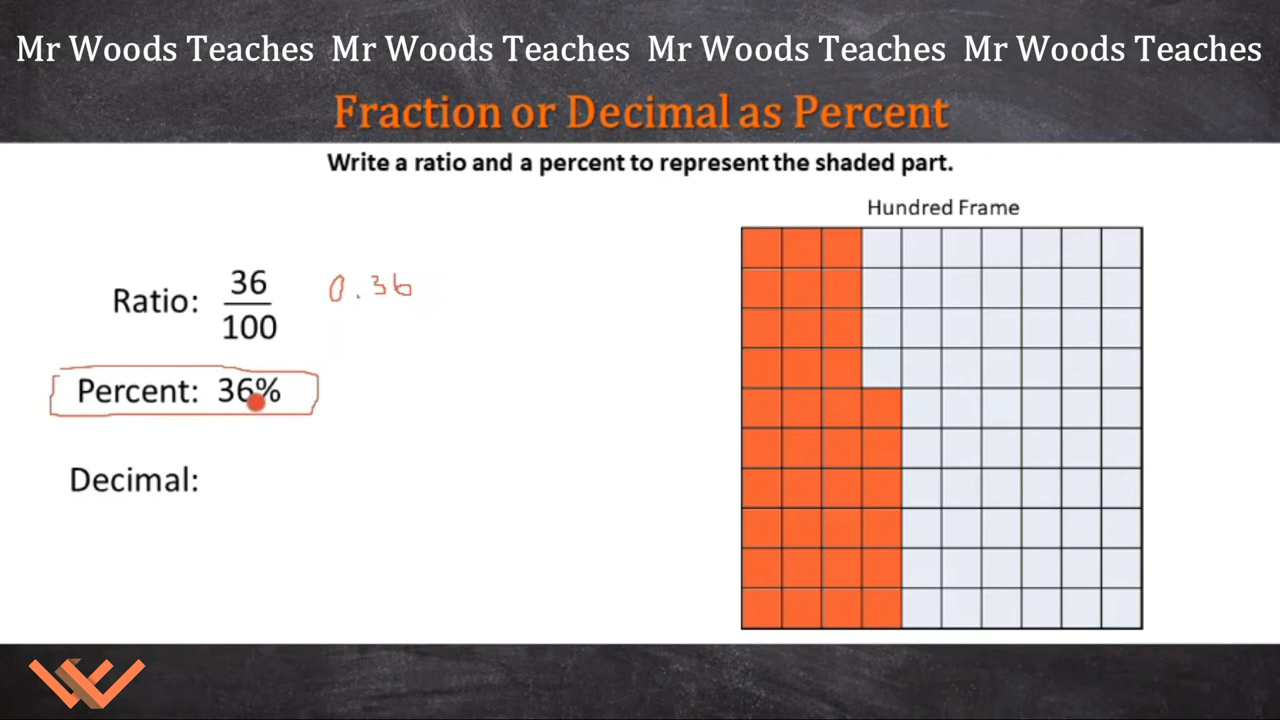 Mr Woods Teaches Mr Woods Teaches Mr Woods Teaches Mr Woods Teaches
Fraction or Decimal as Percent
Write a ratio and a percent to represent the shaded part.
Hundred Frame
Ratio: 36/100 0.36
Percent: 36%
Decimal: